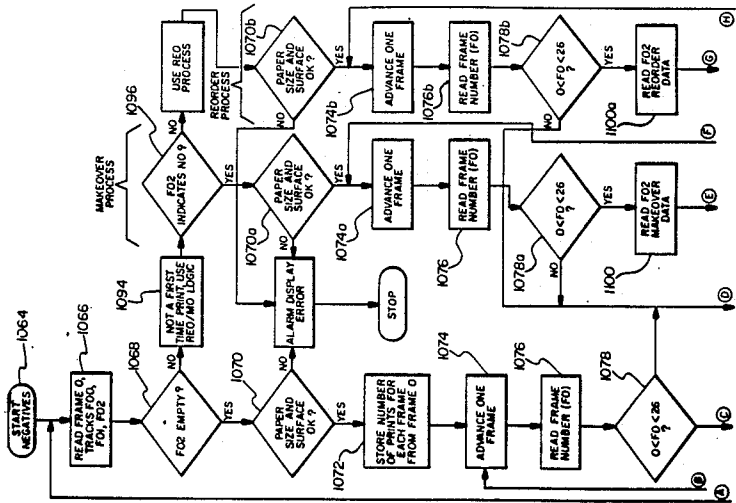 START
NEGATIVES
1064
READ FRAME 0,
TRACKS F00,
F01, F02
1066
F02 EMPTY?
1068
NO
YES
NOT A FIRST
TIME PRINT, USE
REO/MO LOGIC
1094
MAKEOVER
PROCESS
F02
INDICATES NO ?
1096
NO
YES
USE REO
PROCESS
REORDER
PROCESS
PAPER
SIZE AND
SURFACE
OK ?
1070
NO
YES
ALARM DISPLAY
ERROR
STOP
PAPER
SIZE AND
SURFACE
OK ?
1070a
NO
YES
PAPER
SIZE AND
SURFACE
OK ?
1070b
NO
YES
STORE NUMBER
OF PRINTS FOR
EACH FRAME
FROM FRAME 0
1072
ADVANCE ONE
FRAME
1074
READ FRAME
NUMBER (F0)
1076
0<F0<26
?
1078
ADVANCE ONE
FRAME
1074a
READ FRAME
NUMBER (F0)
1076
0<F0<26
?
1078a
NO
YES
READ F02
MAKEOVER
DATA
1100
ADVANCE ONE
FRAME
1074b
READ FRAME
NUMBER (F0)
1076b
0<F0<26
?
1078b
NO
YES
READ F02
REORDER
DATA
1100a
A
B
C
D
E
F
G
H